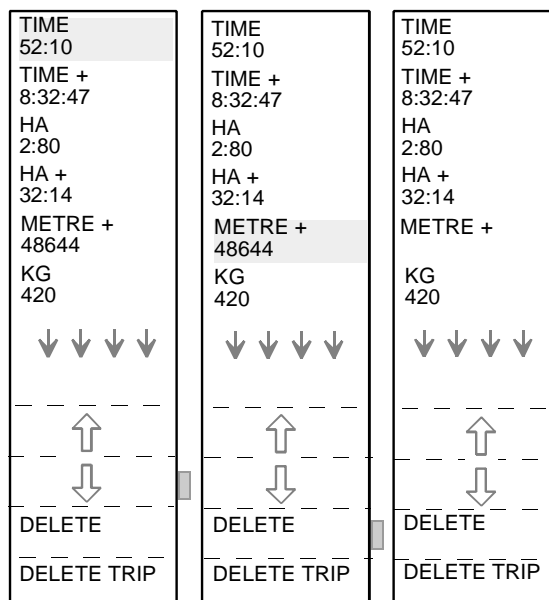 TIME
52:10
TIME +
8:32:47
HA
2:80
HA +
32:14
METRE +
48644
KG
420
DELETE
DELETE TRIP
TIME
52:10
TIME +
8:32:47
HA
2:80
HA +
32:14
METRE +
48644
KG
420
DELETE
DELETE TRIP
TIME
52:10
TIME +
8:32:47
HA
2:80
HA +
32:14
METRE +
KG
420
DELETE
DELETE TRIP